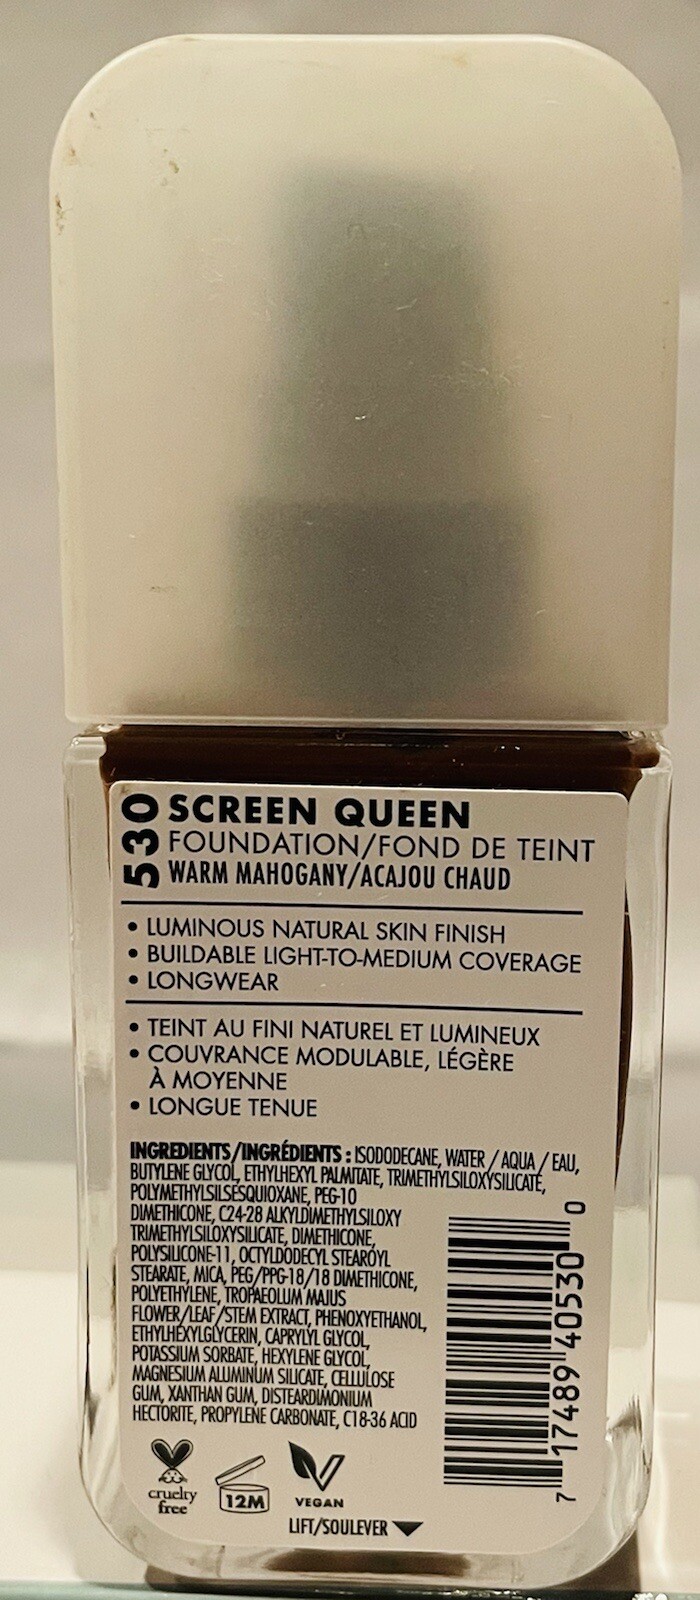 530
SCREEN QUEEN
FOUNDATION/FOND DE TEINT
WARM MAHOGANY/ACAJOU CHAUD
• LUMINOUS NATURAL SKIN FINISH
• BUILDABLE LIGHT-TO-MEDIUM COVERAGE
• LONGWEAR
• TEINT AU FINI NATUREL ET LUMINEUX
• COUVRANCE MODULABLE, LÉGÈRE
À MOYENNE
• LONGUE TENUE
INGREDIENTS/INGRÉDIENTS : ISODODECANE, WATER / AQUA / EAU,
BUTYLENE GLYCOL, ETHYLHEXYL PALMITATE, TRIMETHYLSILOXYSILICATE,
POLYMETHYLSILSESQUIOXANE, PEG-10
DIMETHICONE, C24-28 ALKYLDIMETHYLSILOXY
TRIMETHYLSILOXYSILICATE, DIMETHICONE,
POLYSILICONE-11, OCTYLDODECYL STEAROYL
STEARATE, MICA, PEG/PPG-18/18 DIMETHICONE,
POLYETHYLENE, TROPAEOLUM MAJUS
FLOWER/LEAF/STEM EXTRACT, PHENOXYETHANOL,
ETHYLHEXYLGLYCERIN, CAPRYLYL GLYCOL,
POTASSIUM SORBATE, HEXYLENE GLYCOL,
MAGNESIUM ALUMINUM SILICATE, CELLULOSE
GUM, XANTHAN GUM, DISTEARDIMONIUM
HECTORITE, PROPYLENE CARBONATE, C18-36 ACID
7 17489 40530 0
cruelty
free
12M
VEGAN
LIFT/SOULEVER